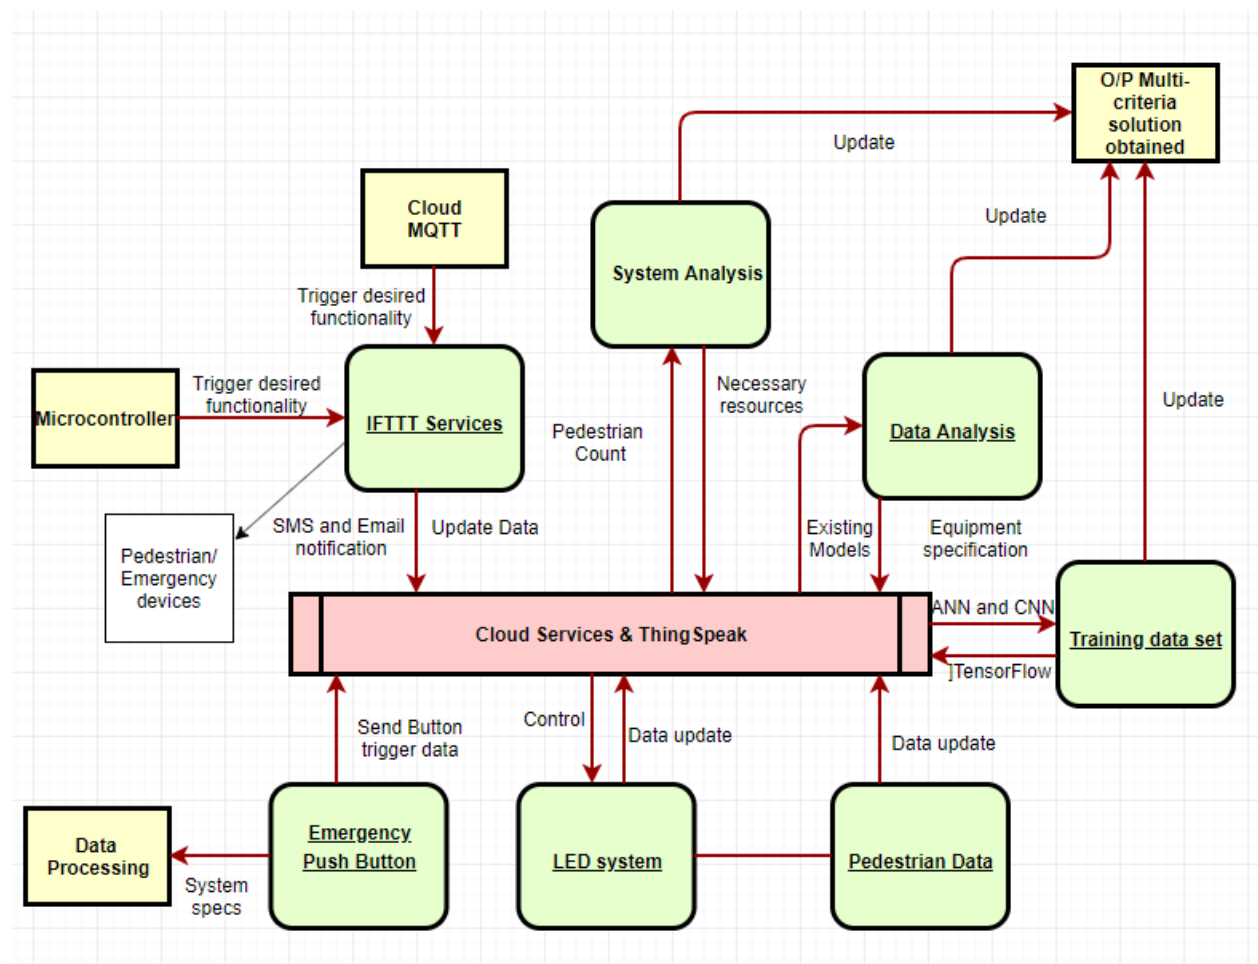 O/P Multi-
criteria
solution
obtained
Update
Cloud
MQTT
Update
System Analysis
Trigger desired
functionality
Microcontroller
Trigger desired
functionality
IFTTT Services
Necessary
resources
Pedestrian
Count
Data Analysis
Update
SMS and Email
notification
Update Data
Existing
Models
Equipment
specification
Pedestrian/
Emergency
devices
Cloud Services & ThingSpeak
ANN and CNN
Training data set
]TensorFlow
Send Button
trigger data
Control
Data update
Data update
Data
Processing
System
specs
Emergency
Push Button
LED system
Pedestrian Data